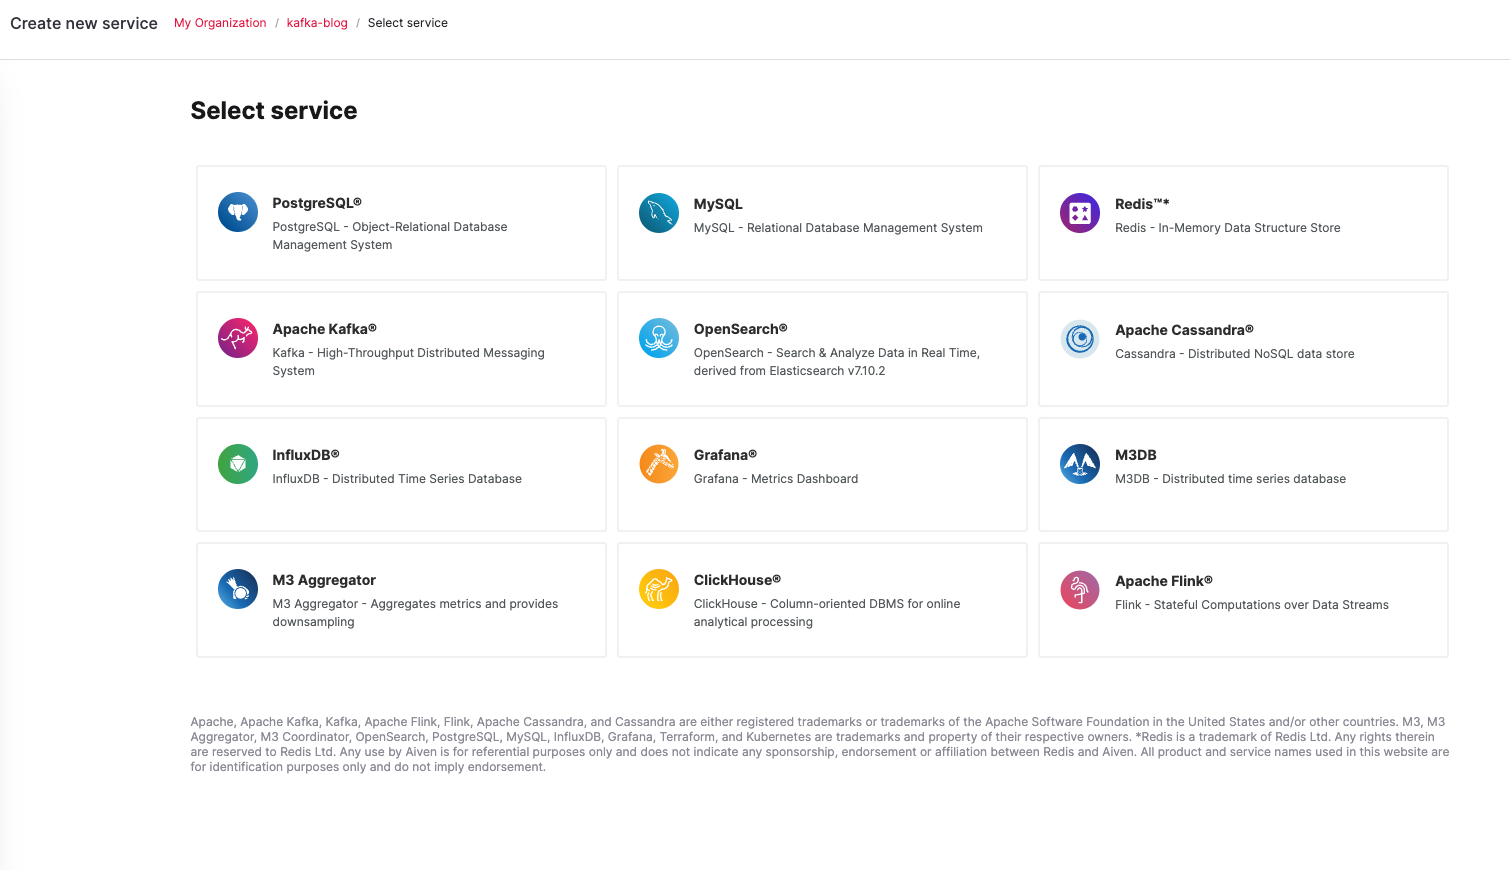 Create new service My Organization / kafka-blog / Select service
Select service
PostgreSQL®
PostgreSQL - Object-Relational Database
Management System
MySQL
MySQL - Relational Database Management System
Redis™*
Redis - In-Memory Data Structure Store
Apache Kafka®
Kafka - High-Throughput Distributed Messaging
System
OpenSearch®
OpenSearch - Search & Analyze Data in Real Time,
derived from Elasticsearch v7.10.2
Apache Cassandra®
Cassandra - Distributed NoSQL data store
InfluxDB®
InfluxDB - Distributed Time Series Database
Grafana®
Grafana - Metrics Dashboard
M3DB
M3DB - Distributed time series database
M3 Aggregator
M3 Aggregator - Aggregates metrics and provides
downsampling
ClickHouse®
ClickHouse - Column-oriented DBMS for online
analytical processing
Apache Flink®
Flink - Stateful Computations over Data Streams
Apache, Apache Kafka, Kafka, Apache Flink, Flink, Apache Cassandra, and Cassandra are either registered trademarks or trademarks of the Apache Software Foundation in the United States and/or other countries. M3, M3
Aggregator, M3 Coordinator, OpenSearch, PostgreSQL, MySQL, InfluxDB, Grafana, Terraform, and Kubernetes are trademarks and property of their respective owners. *Redis is a trademark of Redis Ltd. Any rights therein
are reserved to Redis Ltd. Any use by Aiven is for referential purposes only and does not indicate any sponsorship, endorsement or affiliation between Redis and Aiven. All product and service names used in this website are
for identification purposes only and do not imply endorsement.